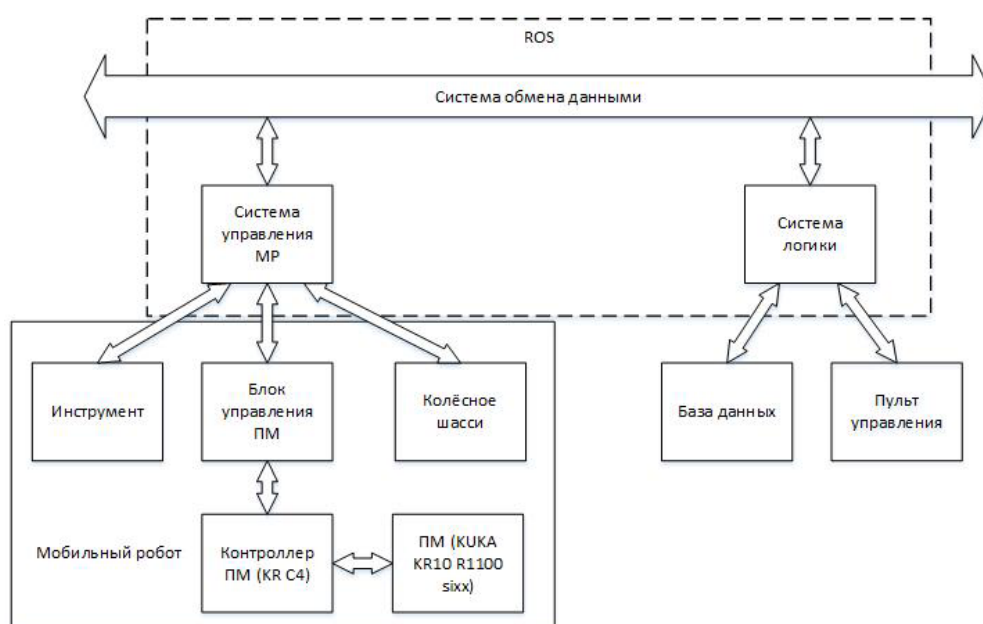 ROS
Система обмена данными
Система
управления
МР
Система
логики
Инструмент
Блок
управления
ПМ
Колёсное
шасси
База данных
Пульт
управления
Мобильный робот
Контроллер
ПМ (KR C4)
ПМ (KUKA
KR10 R1100
sixx)